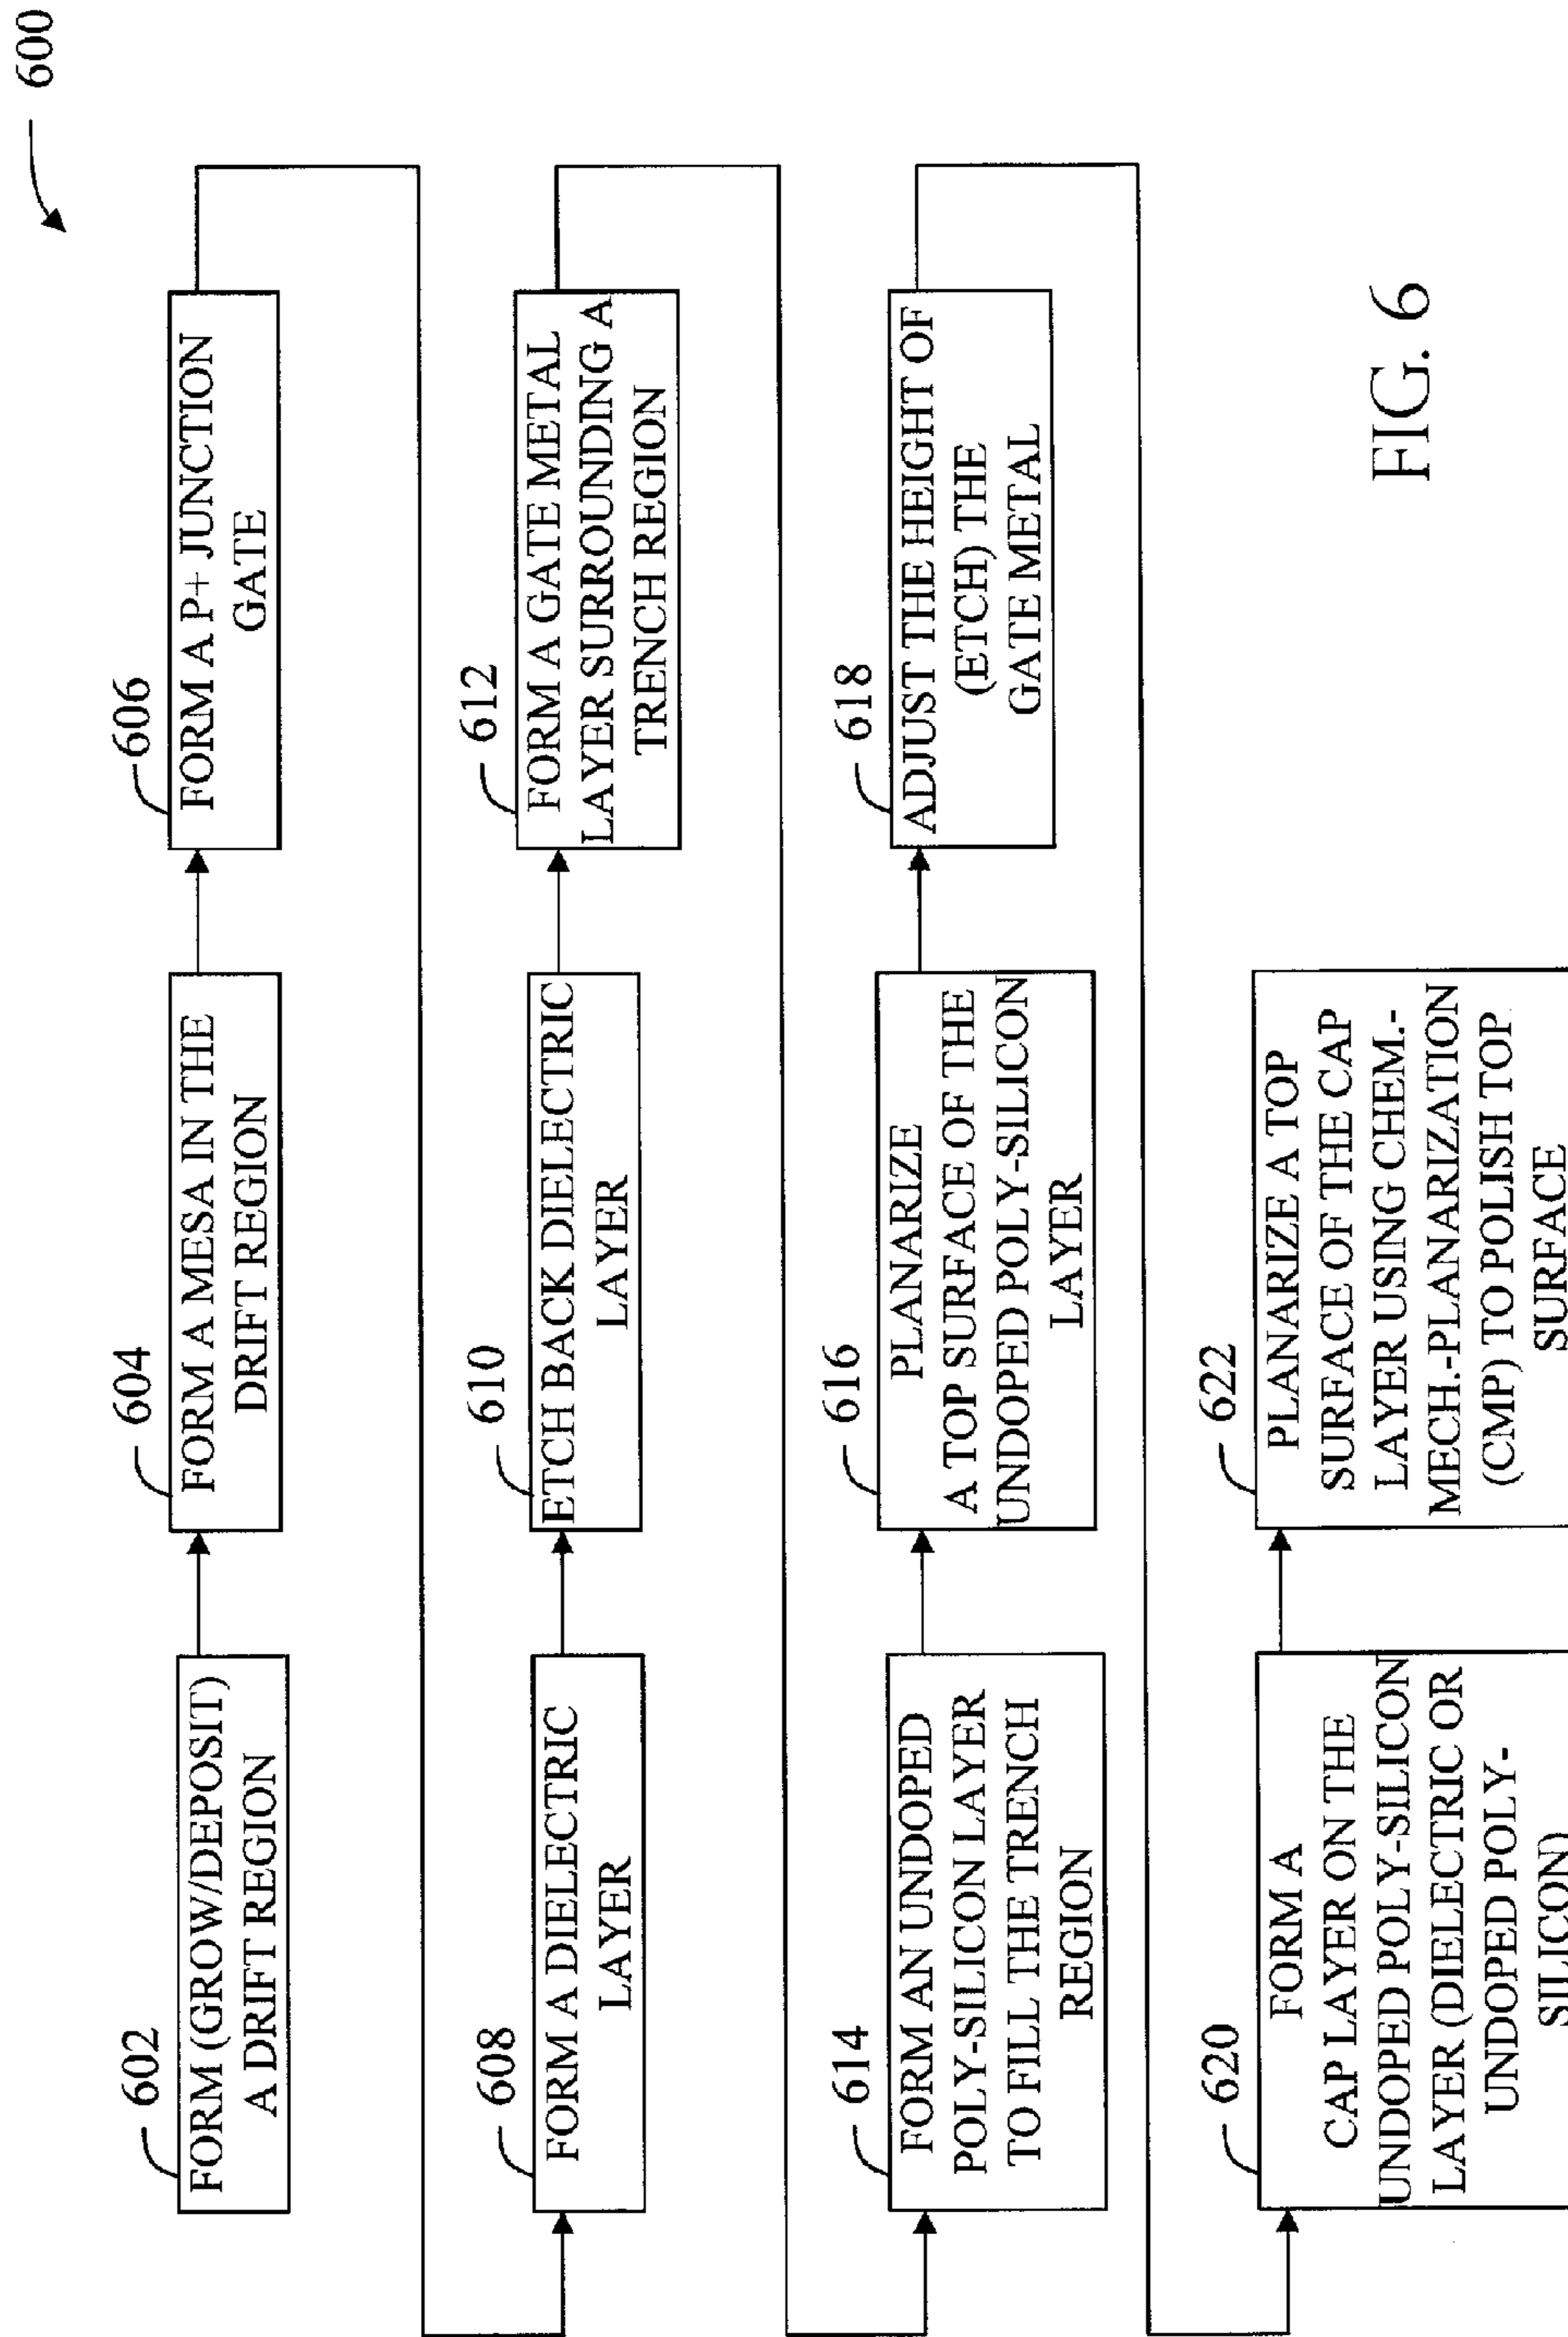 600
602
FORM (GROW/DEPOSIT)
A DRIFT REGION
604
FORM A MESA IN THE
DRIFT REGION
606
FORM A P+ JUNCTION
GATE
608
FORM A DIELECTRIC
LAYER
610
ETCH BACK DIELECTRIC
LAYER
612
FORM A GATE METAL
LAYER SURROUNDING A
TRENCH REGION
614
FORM AN UNDOPED
POLY-SILICON LAYER
TO FILL THE TRENCH
REGION
616
PLANARIZE
A TOP SURFACE OF THE
UNDOPED POLY-SILICON
LAYER
618
ADJUST THE HEIGHT OF
(ETCH) THE
GATE METAL
620
FORM A
CAP LAYER ON THE
UNDOPED POLY-SILICON
LAYER (DIELECTRIC OR
UNDOPED POLY-
SILICON)
622
PLANARIZE A TOP
SURFACE OF THE CAP
LAYER USING CHEM.-
MECH.-PLANARIZATION
(CMP) TO POLISH TOP
SURFACE
FIG. 6